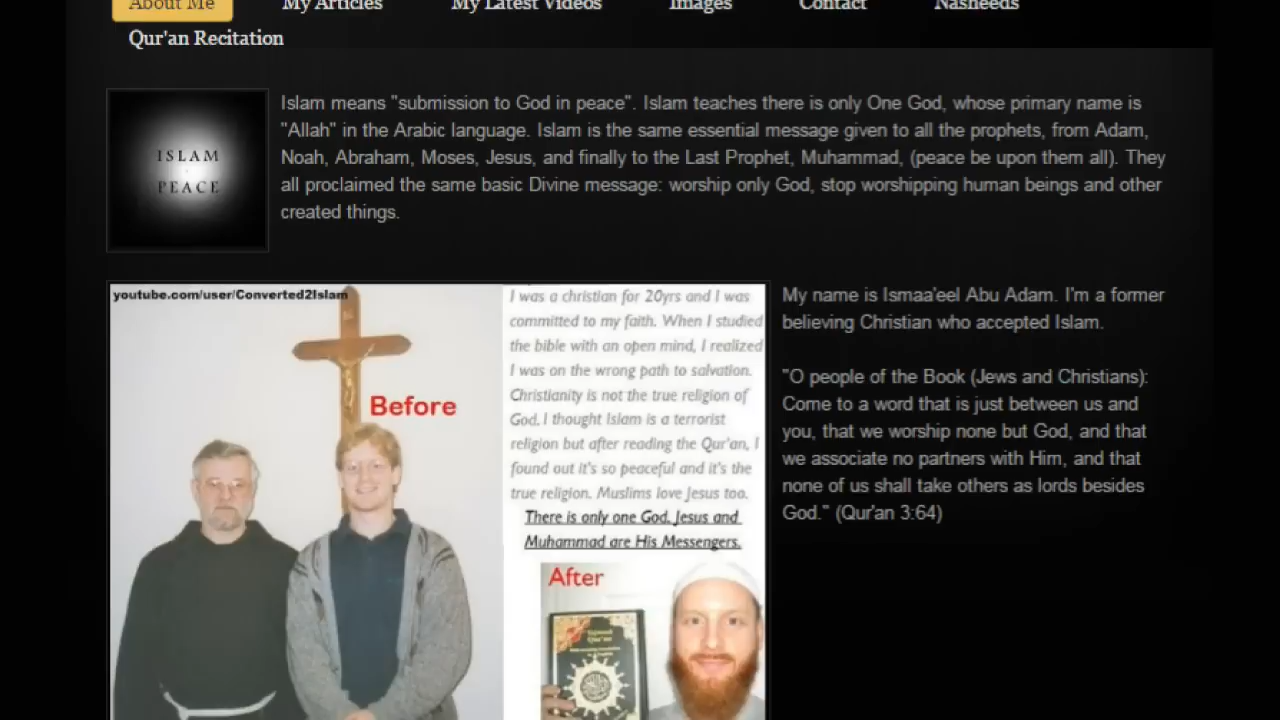 About Me
My Articles
My Latest Videos
Images
Contact
Nasheeds
Qur'an Recitation
ISLAM
PEACE
Islam means "submission to God in peace". Islam teaches there is only One God, whose primary name is
"Allah" in the Arabic language. Islam is the same essential message given to all the prophets, from Adam,
Noah, Abraham, Moses, Jesus, and finally to the Last Prophet, Muhammad, (peace be upon them all). They
all proclaimed the same basic Divine message: worship only God, stop worshipping human beings and other
created things.
youtube.com/user/Converted2Islam
Before
I was a christian for 20yrs and I was
committed to my faith. When I studied
the bible with an open mind, I realized
I was on the wrong path to salvation.
Christianity is not the true religion of
God. I thought Islam is a terrorist
religion but after reading the Qur'an, I
found out it's so peaceful and it's the
true religion. Muslims love Jesus too.
There is only one God. Jesus and
Muhammad are His Messengers.
After
My name is Ismaa'eel Abu Adam. I'm a former
believing Christian who accepted Islam.
"O people of the Book (Jews and Christians):
Come to a word that is just between us and
you, that we worship none but God, and that
we associate no partners with Him, and that
none of us shall take others as lords besides
God." (Qur'an 3:64)